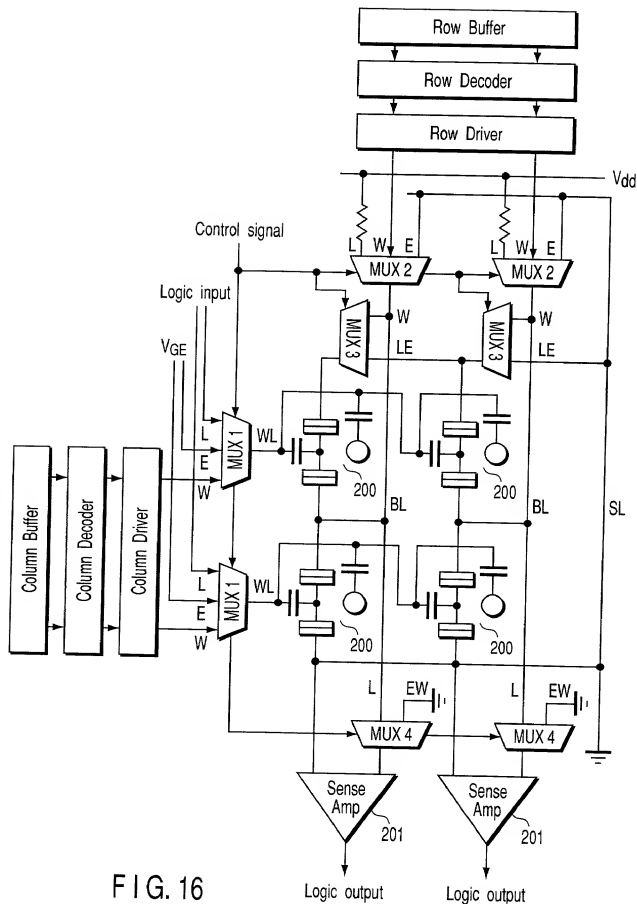 Row Buffer
Row Decoder
Row Driver
Vdd
Control signal
L W E
MUX 2
L W E
MUX 2
Logic input
W
W
MUX 3
LE
MUX 3
LE
VGE
L
E
W
MUX 1
WL
200
200
BL
BL
SL
Column Buffer
Column Decoder
Column Driver
L
E
W
MUX 1
WL
200
200
L
EW
L
EW
MUX 4
MUX 4
Sense Amp
201
Sense Amp
201
Logic output
Logic output
FIG. 16